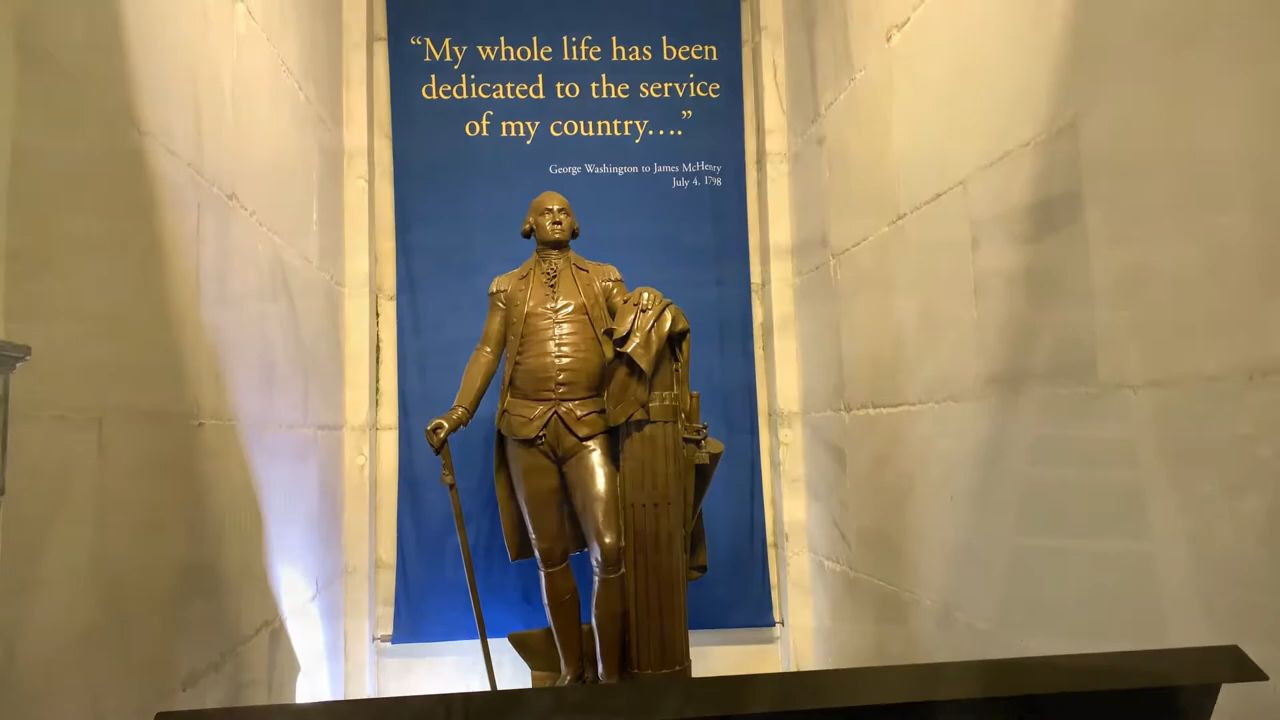 “My whole life has been
dedicated to the service
of my country....”
George Washington to James McHenry
July 4, 1798